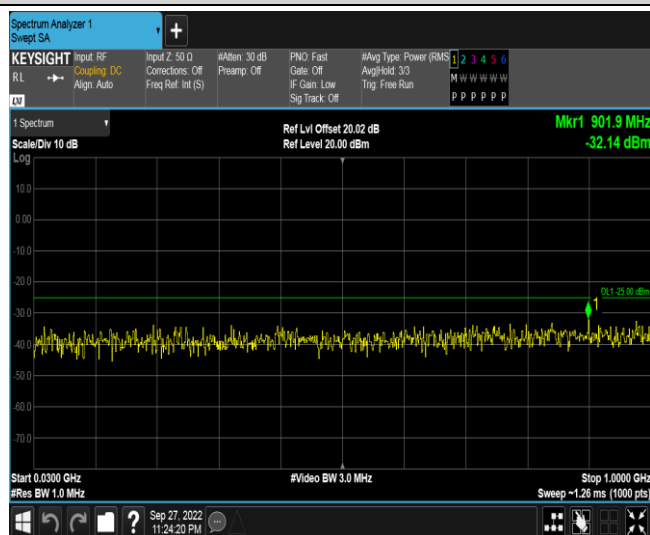 Spectrum Analyzer 1
Swept SA
KEYSIGHT
RL
LXI
Input: RF
Coupling: DC
Align: Auto
Input Z: 50 Ω
Corrections: Off
Freq Ref: Int (S)
#Atten: 30 dB
Preamp: Off
PNO: Fast
Gate: Off
IF Gain: Low
Sig Track: Off
#Avg Type: Power (RMS
Avg|Hold: 3/3
Trig: Free Run
1 2 3 4 5 6
M W W W W W
P P P P P P
1 Spectrum
Scale/Div 10 dB
Log
Ref Lvl Offset 20.02 dB
Ref Level 20.00 dBm
Mkr1 901.9 MHz
-32.14 dBm
10.0
0.00
-10.0
-20.0
DL1 -25.00 dBm
1
-30.0
-40.0
-50.0
-60.0
-70.0
Start 0.0300 GHz
#Res BW 1.0 MHz
#Video BW 3.0 MHz
Stop 1.0000 GHz
Sweep ~1.26 ms (1000 pts)
?
Sep 27, 2022
11:24:20 PM